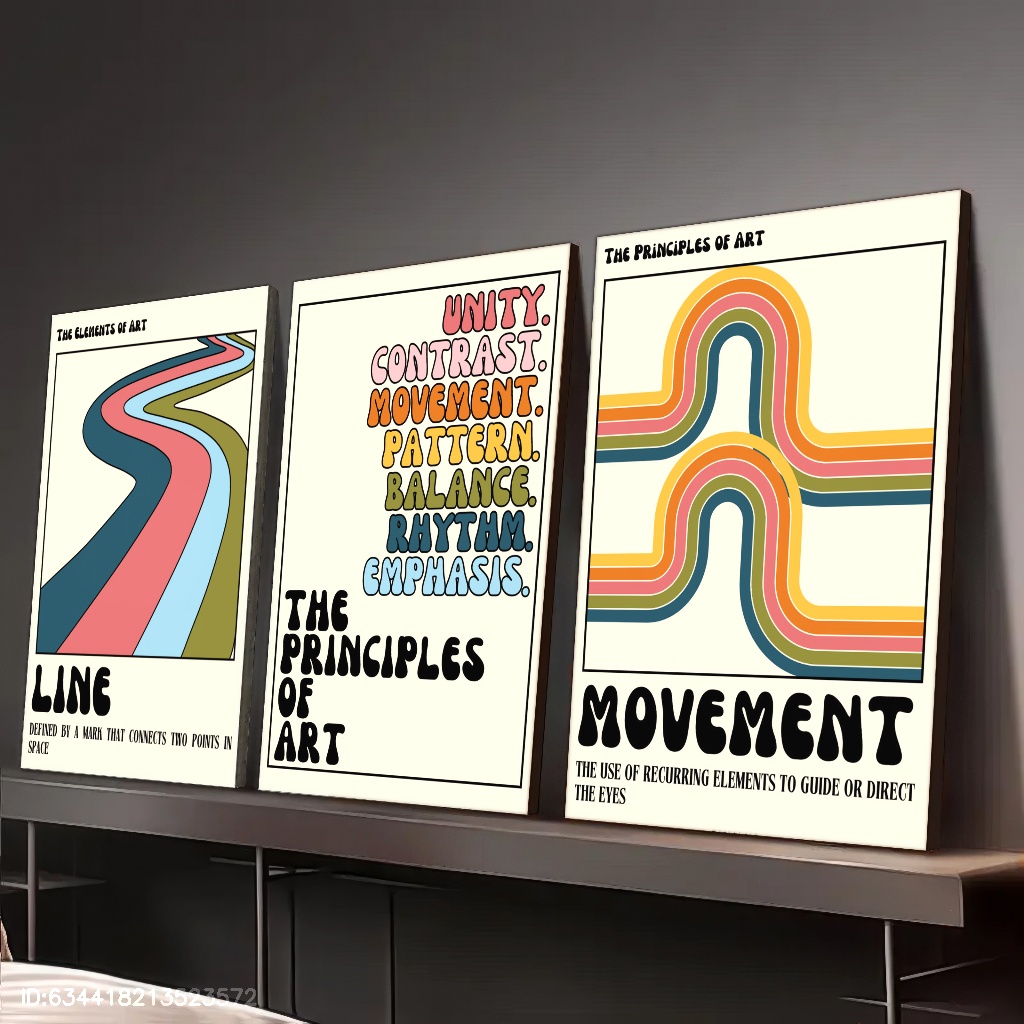 THE ELEMENTS OF ART
LINE
DEFINED BY A MARK THAT CONNECTS TWO POINTS IN
SPACE
UNITY.
CONTRAST.
MOVEMENT.
PATTERN.
BALANCE.
RHYTHM.
EMPHASIS.
THE
PRINCIPLES
OF
ART
THE PRINCIPLES OF ART
MOVEMENT
THE USE OF RECURRING ELEMENTS TO GUIDE OR DIRECT
THE EYES
ID:634418213523572